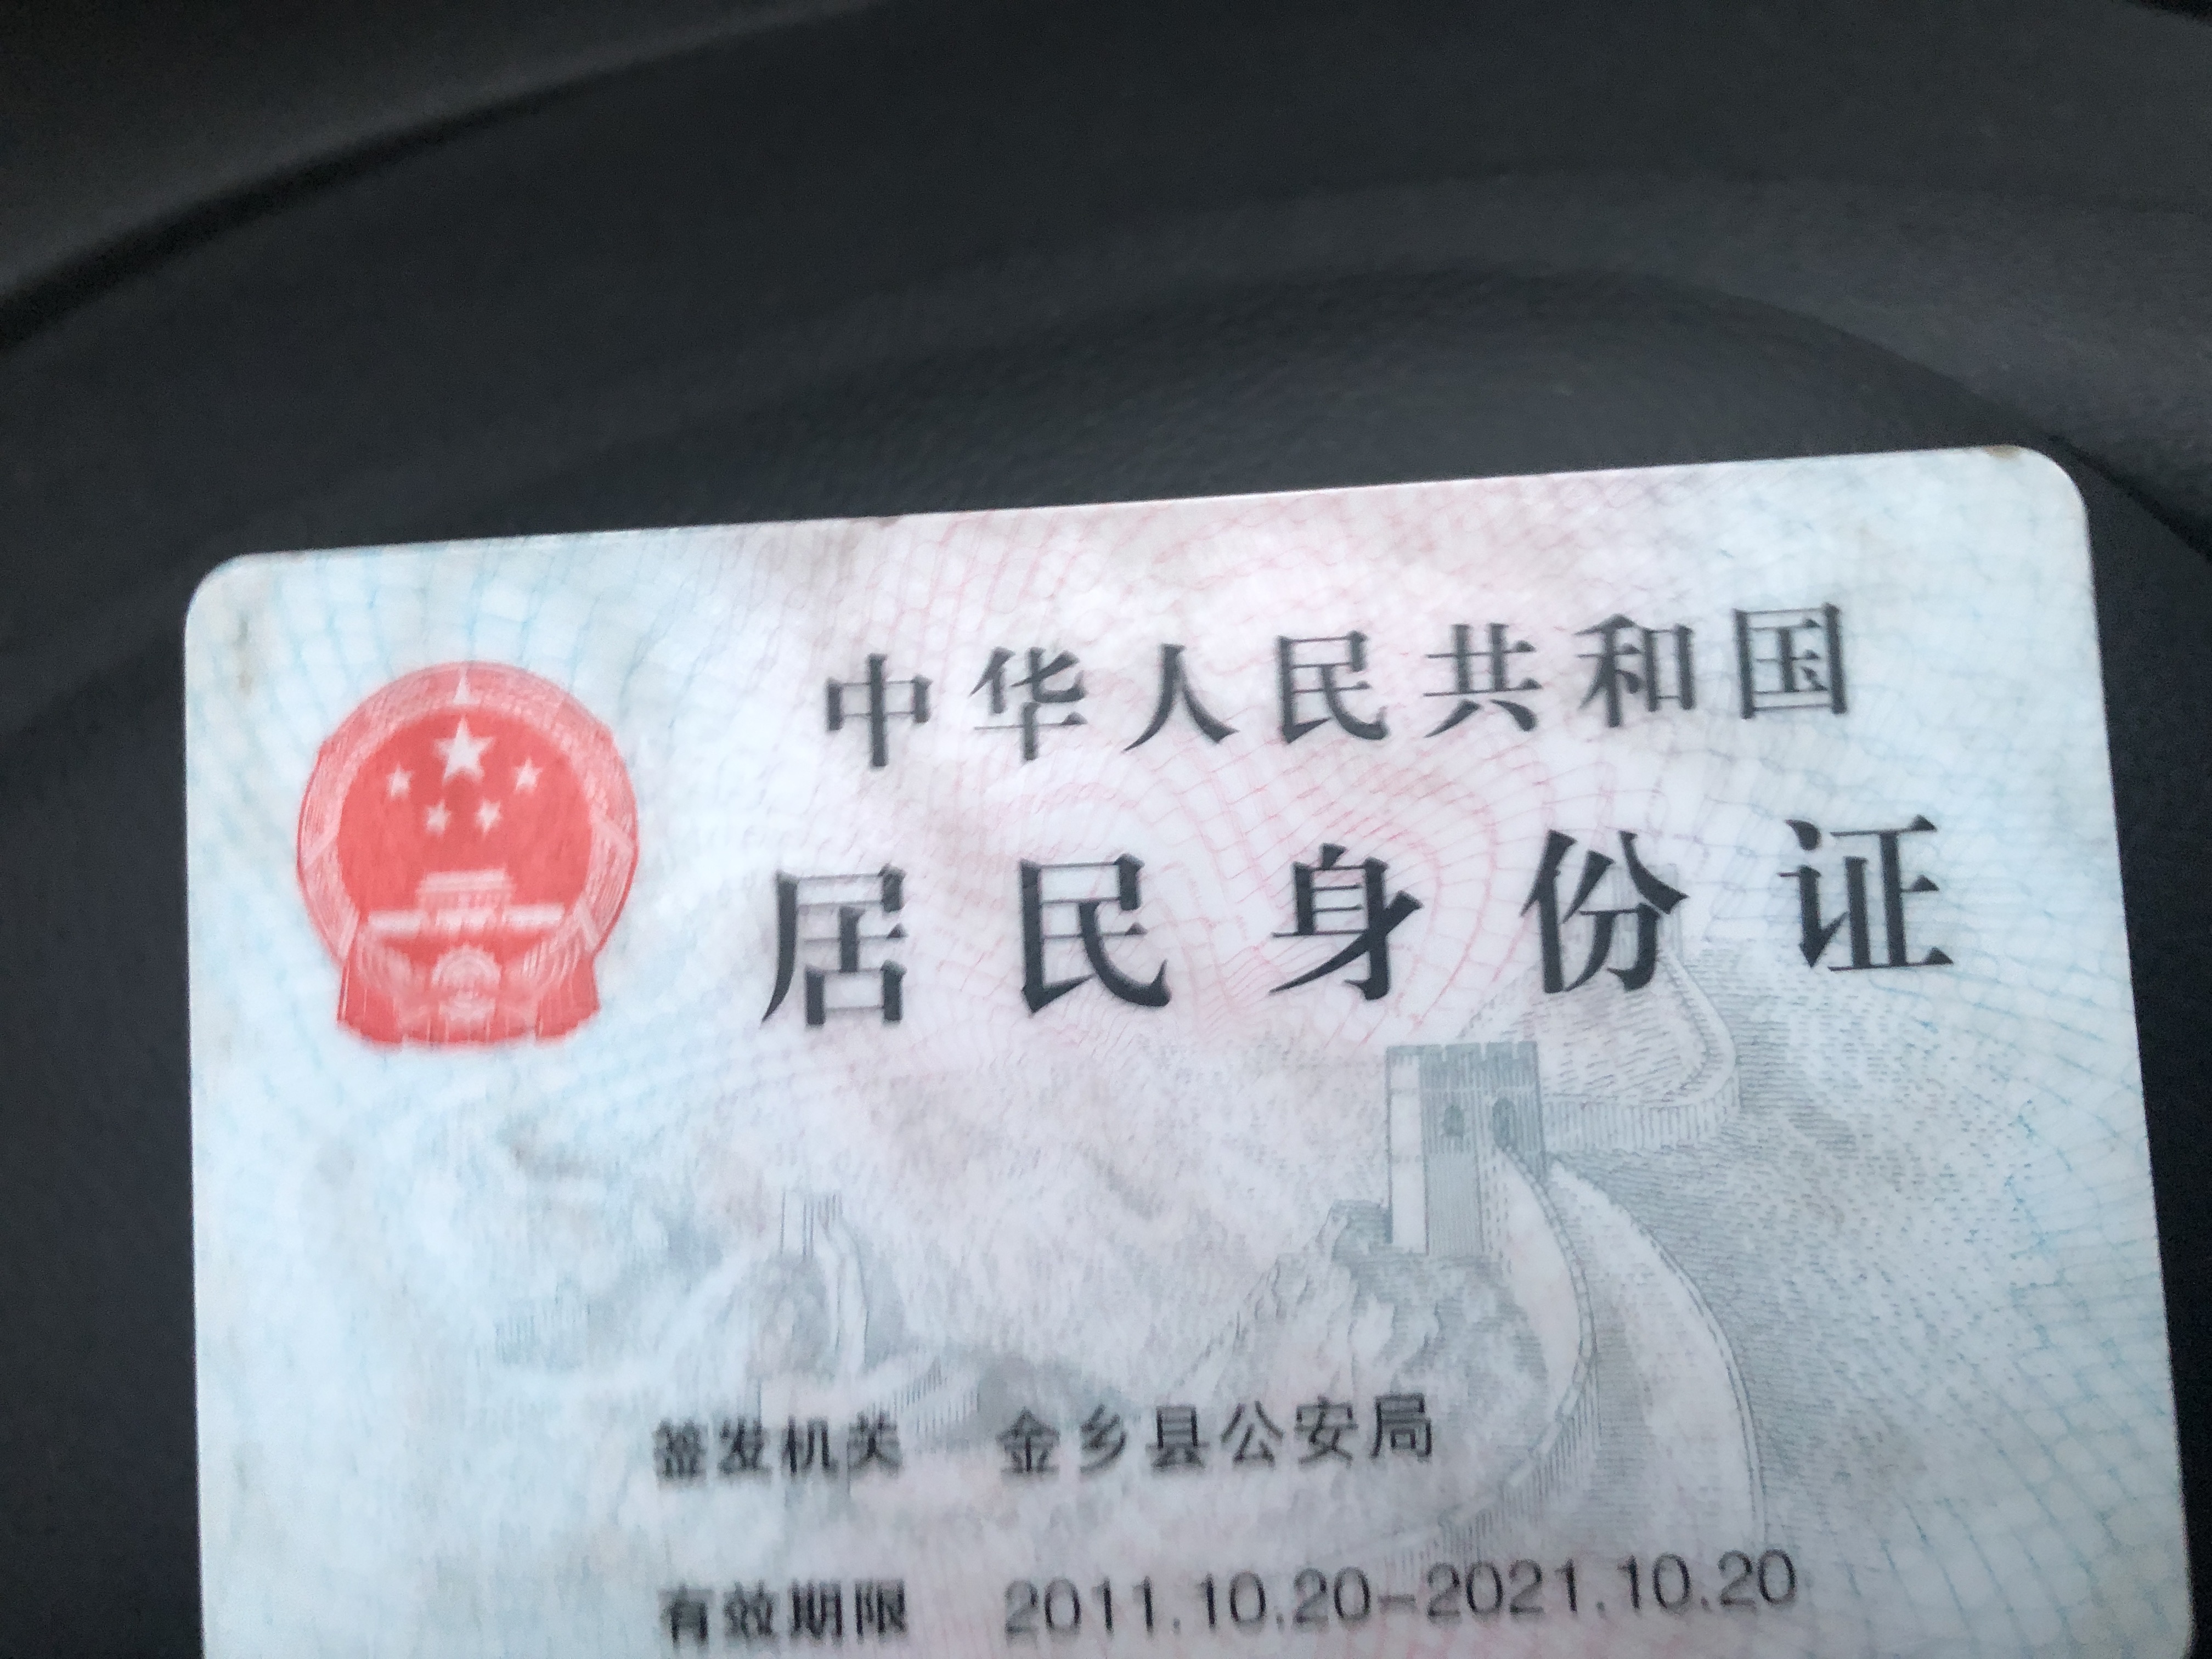 中华人民共和国
居民身份证
签发机关 金乡县公安局
有效期限 2011.10.20-2021.10.20